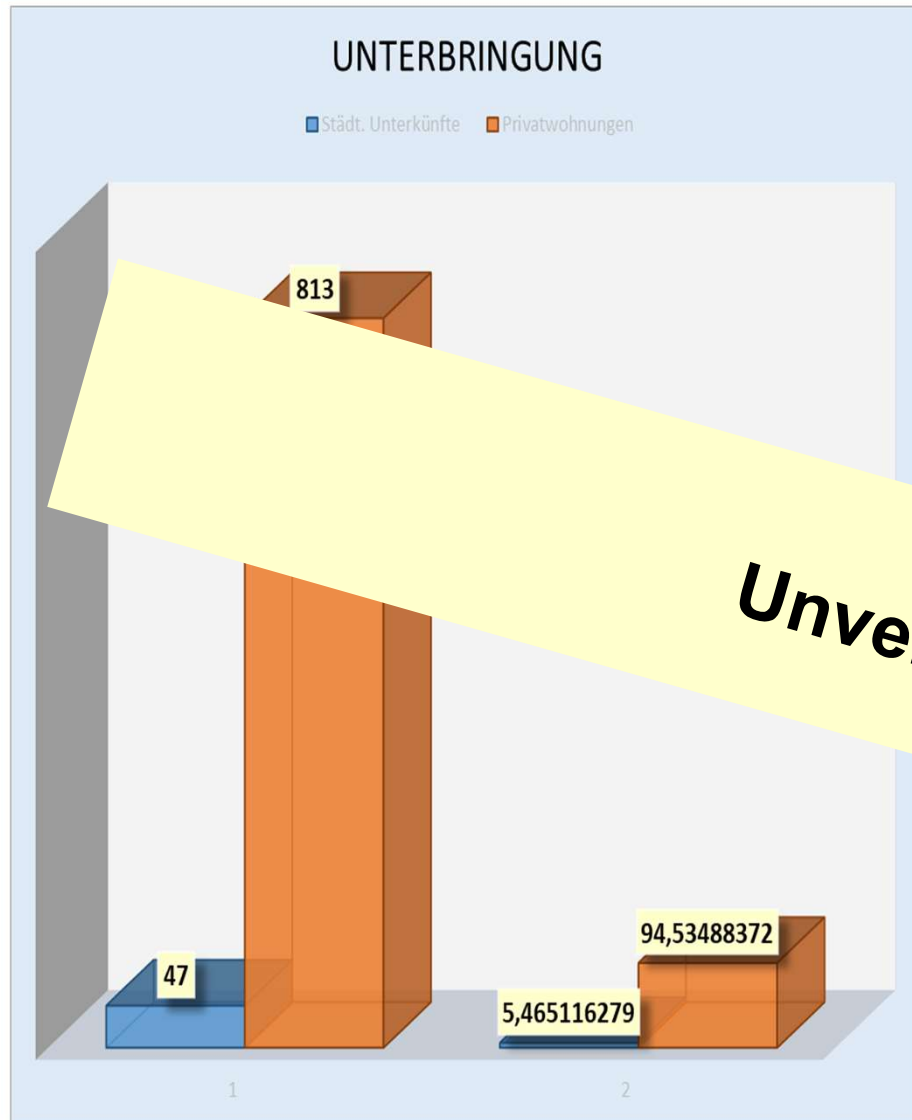 UNTERBRINGUNG
Städt. Unterkünfte Privatwohnungen
813
47
94,53488372
5,465116279
1 2